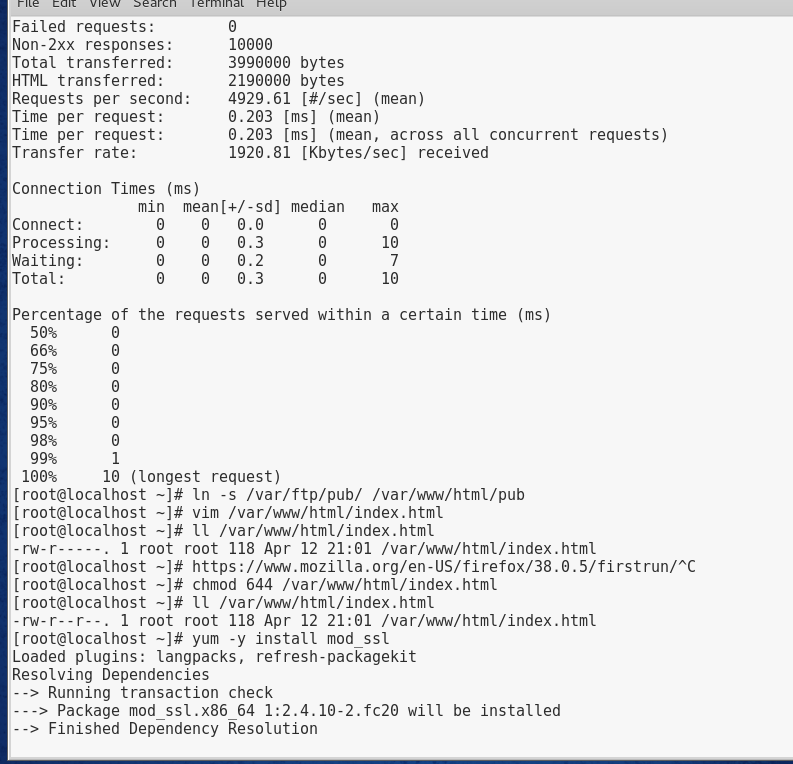 File Edit View Search Terminal Help
Failed requests:        0
Non-2xx responses:      10000
Total transferred:      3990000 bytes
HTML transferred:       2190000 bytes
Requests per second:    4929.61 [#/sec] (mean)
Time per request:       0.203 [ms] (mean)
Time per request:       0.203 [ms] (mean, across all concurrent requests)
Transfer rate:          1920.81 [Kbytes/sec] received
Connection Times (ms)
              min  mean[+/-sd] median   max
Connect:        0    0   0.0      0       0
Processing:     0    0   0.3      0      10
Waiting:        0    0   0.2      0       7
Total:          0    0   0.3      0      10
Percentage of the requests served within a certain time (ms)
  50%      0
  66%      0
  75%      0
  80%      0
  90%      0
  95%      0
  98%      0
  99%      1
 100%     10 (longest request)
[root@localhost ~]# ln -s /var/ftp/pub/ /var/www/html/pub
[root@localhost ~]# vim /var/www/html/index.html
[root@localhost ~]# ll /var/www/html/index.html
-rw-r-----. 1 root root 118 Apr 12 21:01 /var/www/html/index.html
[root@localhost ~]# https://www.mozilla.org/en-US/firefox/38.0.5/firstrun/^C
[root@localhost ~]# chmod 644 /var/www/html/index.html
[root@localhost ~]# ll /var/www/html/index.html
-rw-r--r--. 1 root root 118 Apr 12 21:01 /var/www/html/index.html
[root@localhost ~]# yum -y install mod_ssl
Loaded plugins: langpacks, refresh-packagekit
Resolving Dependencies
--> Running transaction check
---> Package mod_ssl.x86_64 1:2.4.10-2.fc20 will be installed
--> Finished Dependency Resolution